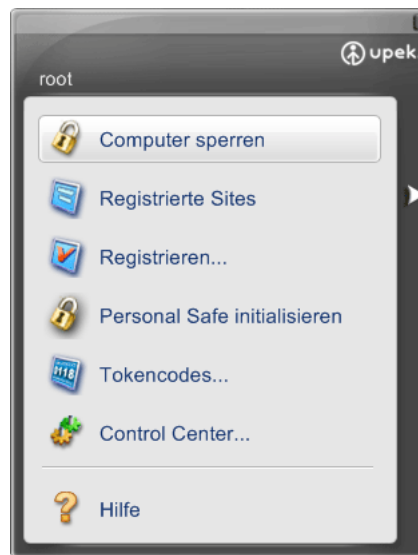 upek
root
Computer sperren
Registrierte Sites
Registrieren...
Personal Safe initialisieren
Tokencodes...
Control Center...
Hilfe